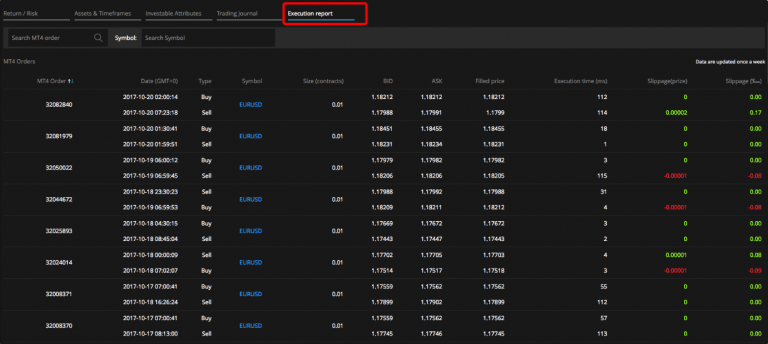 Return / Risk Assets & Timeframes Investable Attributes Trading journal Execution report
Search MT4 order Symbol: Search Symbol
MT4 Orders Data are updated once a week
MT4 Order Date (GMT+0) Type Symbol Size (contracts) BID ASK Filled price Execution time (ms) Slippage(price) Slippage (‱)
2017-10-20 02:00:14 Buy 1.18212 1.18212 1.18212 112 0 0.00
32082840 EURUSD 0.01
2017-10-20 07:23:18 Sell 1.17988 1.17991 1.1799 114 0.00002 0.17
2017-10-20 01:30:41 Buy 1.18451 1.18455 1.18455 18 0 0.00
32081979 EURUSD 0.01
2017-10-20 01:59:51 Sell 1.18231 1.18234 1.18231 1 0 0.00
2017-10-19 06:00:12 Buy 1.17979 1.17982 1.17982 3 0 0.00
32050022 EURUSD 0.01
2017-10-19 06:59:45 Sell 1.18206 1.18206 1.18205 115 -0.00001 -0.08
2017-10-18 23:30:23 Sell 1.17988 1.17992 1.17988 31 0 0.00
32044672 EURUSD 0.01
2017-10-19 06:59:53 Buy 1.18209 1.18211 1.18212 4 -0.00001 -0.08
2017-10-18 04:30:15 Buy 1.17669 1.17672 1.17672 3 0 0.00
32025893 EURUSD 0.01
2017-10-18 08:45:04 Sell 1.17443 1.17447 1.17443 2 0 0.00
2017-10-18 00:00:09 Sell 1.17702 1.17705 1.17703 4 0.00001 0.08
32024014 EURUSD 0.01
2017-10-18 07:02:07 Buy 1.17514 1.17517 1.17518 3 -0.00001 -0.09
2017-10-17 07:00:41 Buy 1.17559 1.17562 1.17562 55 0 0.00
32008371 EURUSD 0.01
2017-10-18 16:26:24 Sell 1.17899 1.17902 1.17899 112 0 0.00
2017-10-17 07:00:41 Buy 1.17559 1.17562 1.17562 57 0 0.00
32008370 EURUSD 0.01
2017-10-17 08:13:00 Sell 1.17745 1.17746 1.17745 113 0 0.00